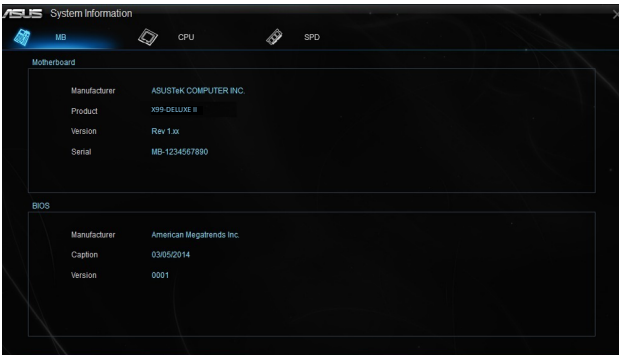 ASUS System Information
MB CPU SPD
Motherboard
Manufacturer ASUSTeK COMPUTER INC.
Product X99-DELUXE II
Version Rev 1.xx
Serial MB-1234567890
BIOS
Manufacturer American Megatrends Inc.
Caption 03/05/2014
Version 0001